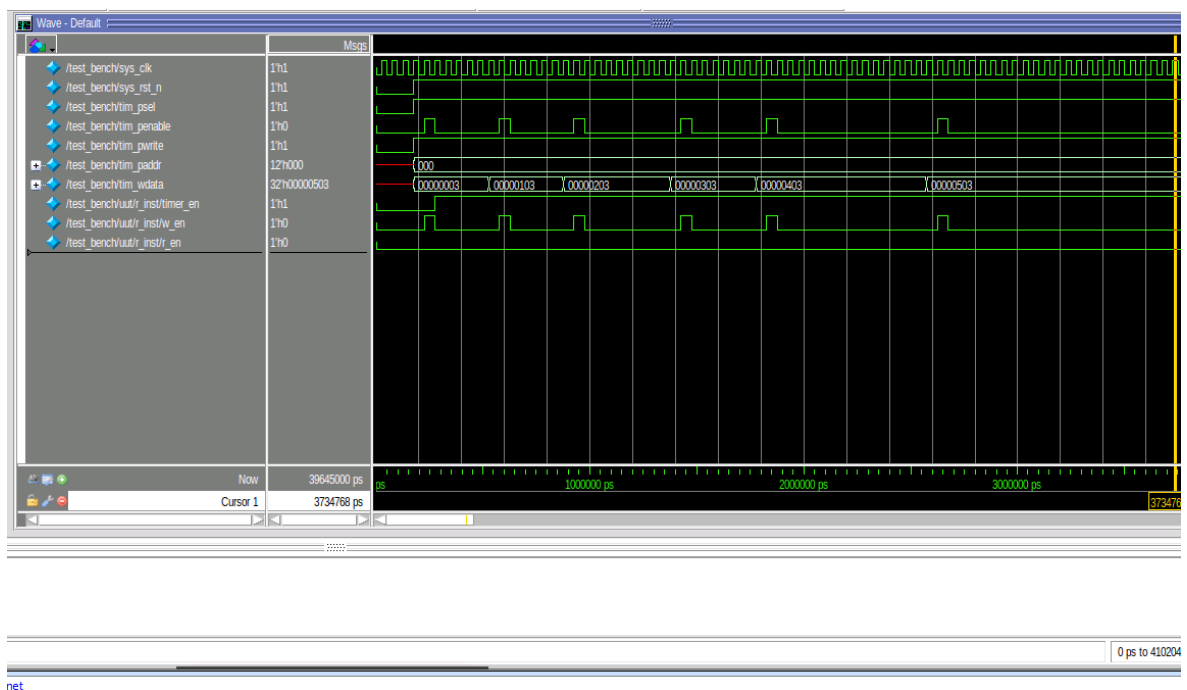 Wave - Default
Msgs
/test_bench/sys_clk 1'h1
/test_bench/sys_rst_n 1'h1
/test_bench/tim_psel 1'h1
/test_bench/tim_penable 1'h0
/test_bench/tim_pwrite 1'h1
/test_bench/tim_paddr 12'h000 000
/test_bench/tim_wdata 32'h00000503 00000003 00000103 00000203 00000303 00000403 00000503
/test_bench/uut/r_inst/timer_en 1'h1
/test_bench/uut/r_inst/w_en 1'h0
/test_bench/uut/r_inst/r_en 1'h0
Now 39645000 ps ps 1000000 ps 2000000 ps 3000000 ps
Cursor 1 3734768 ps 373476
0 ps to 410204
net